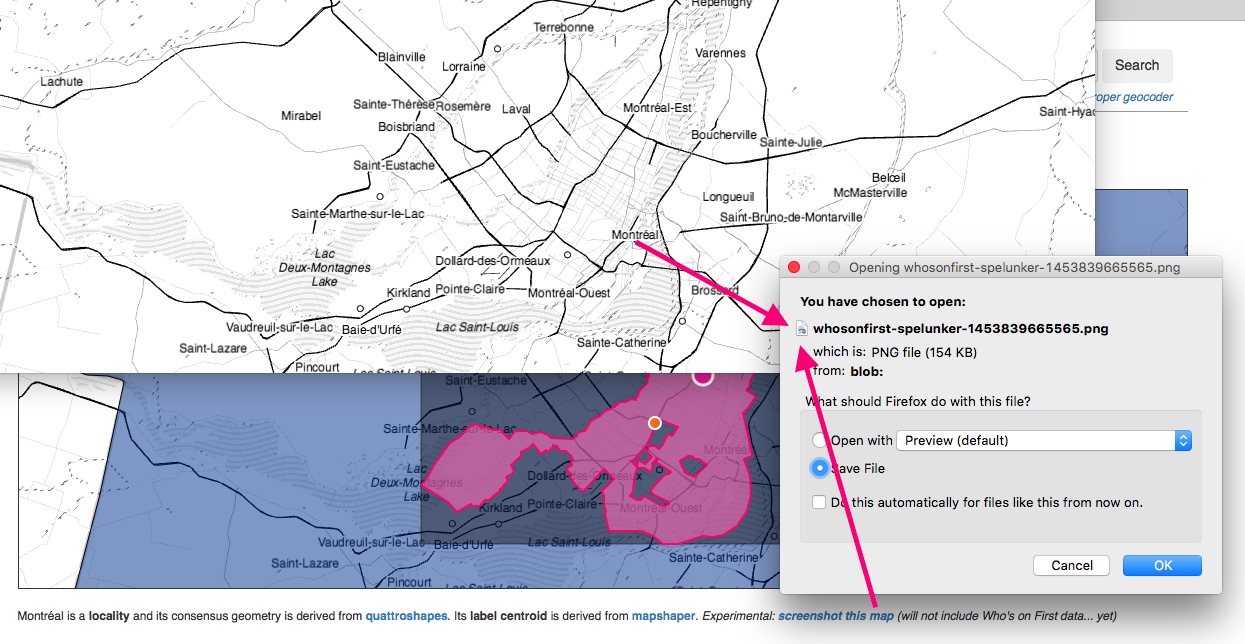 Repentigny
Terrebonne
Varennes
Blainville
Lorraine
Lachute
Search
roper geocoder
Sainte-Thérèse Rosemère Laval
Montréal-Est
Saint-Hyac
Mirabel
Boisbriand
Boucherville
Sainte-Julie
Saint-Eustache
Belœil
McMasterville
Longueuil
Sainte-Marthe-sur-le-Lac
Saint-Bruno-de-Montarville
Montréal
Lac
Deux-Montagnes
Lake
Dollard-des-Ormeaux
Kirkland Pointe-Claire Montréal-Ouest
Brossard
Vaudreuil-sur-le-Lac Baie-d'Urfé Lac Saint-Louis
Saint-Lazare
Sainte-Catherine
Pincourt
Lac Saint-Louis
Opening whosonfirst-spelunker-1453839665565.png
You have chosen to open:
whosonfirst-spelunker-1453839665565.png
which is: PNG file (154 KB)
from: blob:
What should Firefox do with this file?
Open with Preview (default)
Save File
Do this automatically for files like this from now on.
Cancel OK
Saint-Eustache
Sainte-Marthe-sur-le-Lac
Montréal
Lac
Deux-Montagnes
Lake
Dollard-des-Ormeaux
Kirkland Pointe-Claire Montréal-Ouest
Vaudreuil-sur-le-Lac Baie-d'Urfé Lac Saint-Louis
Saint-Lazare
Sainte-Catherine
Pincourt
Lac Saint-Louis
Montréal is a locality and its consensus geometry is derived from quattroshapes. Its label centroid is derived from mapshaper. Experimental: screenshot this map (will not include Who's on First data... yet)